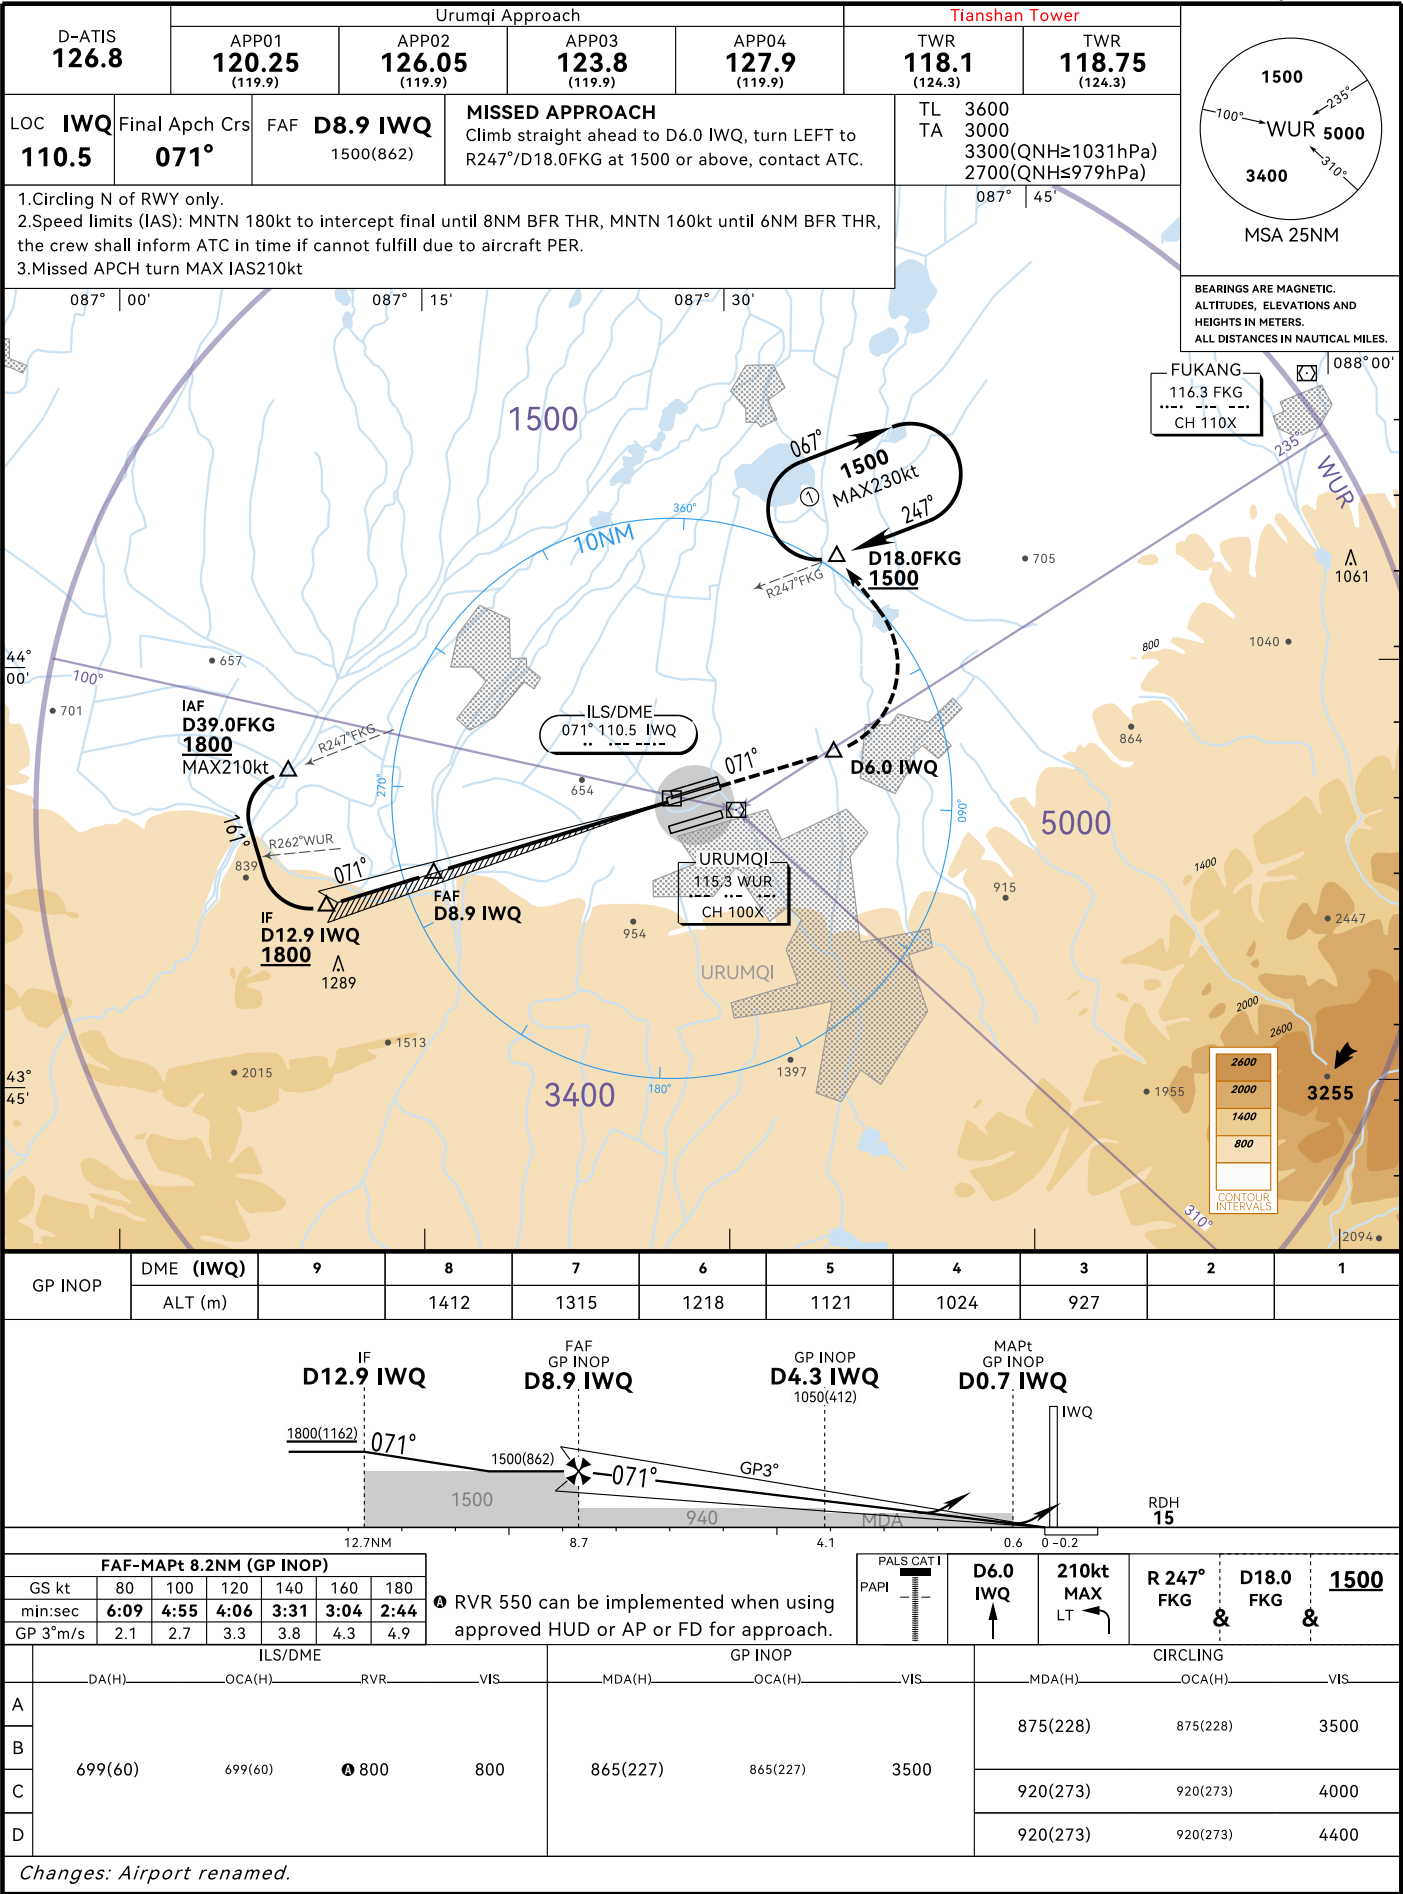 D-ATIS
126.8
Urumqi Approach
APP01
120.25
(119.9)
APP02
126.05
(119.9)
APP03
123.8
(119.9)
APP04
127.9
(119.9)
Tianshan Tower
TWR
118.1
(124.3)
TWR
118.75
(124.3)
LOC IWQ
110.5
Final Apch Crs
071°
FAF D8.9 IWQ
1500(862)
MISSED APPROACH
Climb straight ahead to D6.0 IWQ, turn LEFT to
R247°/D18.0FKG at 1500 or above, contact ATC.
TL 3600
TA 3000
3300(QNH≥1031hPa)
2700(QNH≤979hPa)
1500
235°
100°
WUR 5000
310°
3400
MSA 25NM
1.Circling N of RWY only.
2.Speed limits (IAS): MNTN 180kt to intercept final until 8NM BFR THR, MNTN 160kt until 6NM BFR THR,
the crew shall inform ATC in time if cannot fulfill due to aircraft PER.
3.Missed APCH turn MAX IAS210kt
BEARINGS ARE MAGNETIC.
ALTITUDES, ELEVATIONS AND
HEIGHTS IN METERS.
ALL DISTANCES IN NAUTICAL MILES.
087° 45'
087° 00'
087° 15'
087° 30'
088°00'
FUKANG
116.3 FKG
CH 110X
1500
067°
1500
MAX230kt
1
247°
235°
WUR
360°
10NM
D18.0FKG
1500
R247°FKG
705
1061
800
1040
44°
00'
657
100°
701
IAF
D39.0FKG
1800
MAX210kt
R247°FKG
ILS/DME
071° 110.5 IWQ
071°
D6.0 IWQ
864
270°
654
090°
5000
161°
R262°WUR
839
071°
URUMQI
115.3 WUR
CH 100X
1400
915
FAF
D8.9 IWQ
IF
D12.9 IWQ
1800
954
2447
1289
URUMQI
2000
2600
1513
2015
1397
43°
45'
180°
3400
1955
3255
2600
2000
1400
800
CONTOUR
INTERVALS
310°
2094
GP INOP
DME (IWQ) 9 8 7 6 5 4 3 2 1
ALT (m) 1412 1315 1218 1121 1024 927
IF
D12.9 IWQ
FAF
GP INOP
D8.9 IWQ
GP INOP
D4.3 IWQ
1050(412)
MAPt
GP INOP
D0.7 IWQ
IWQ
1800(1162)
071°
1500(862)
071°
GP3°
1500
940
MDA
RDH
15
12.7NM 8.7 4.1 0.6 0 -0.2
FAF-MAPt 8.2NM (GP INOP)
GS kt 80 100 120 140 160 180
min:sec 6:09 4:55 4:06 3:31 3:04 2:44
GP 3°m/s 2.1 2.7 3.3 3.8 4.3 4.9
A RVR 550 can be implemented when using
approved HUD or AP or FD for approach.
PALS CAT I
PAPI
D6.0
IWQ
210kt
MAX
LT
R 247°
FKG
&
D18.0
FKG
&
1500
ILS/DME GP INOP CIRCLING
DA(H) OCA(H) RVR VIS MDA(H) OCA(H) VIS MDA(H) OCA(H) VIS
A
875(228) 875(228) 3500
B
699(60) 699(60) A 800 800 865(227) 865(227) 3500
C 920(273) 920(273) 4000
D 920(273) 920(273) 4400
Changes: Airport renamed.